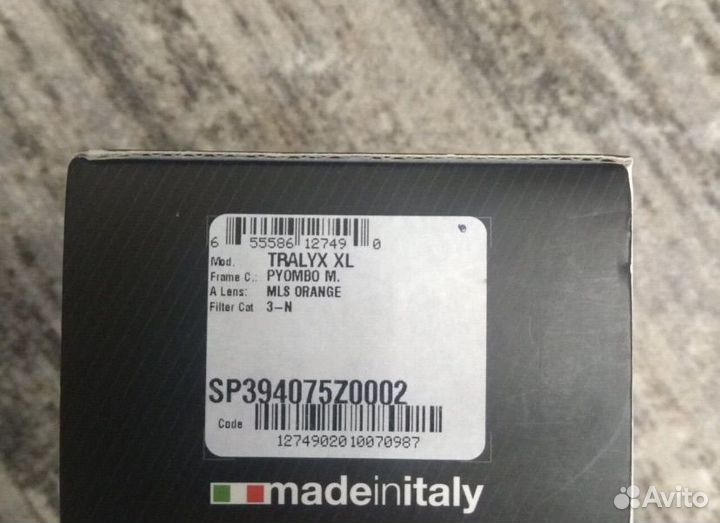 6 55586 12749 0
Mod. TRALYX XL
Frame C.: PYOMBO M.
A Lens: MLS ORANGE
Filter Cat 3-N
SP394075Z0002
Code
1274902010070987
madeinitaly
Avito